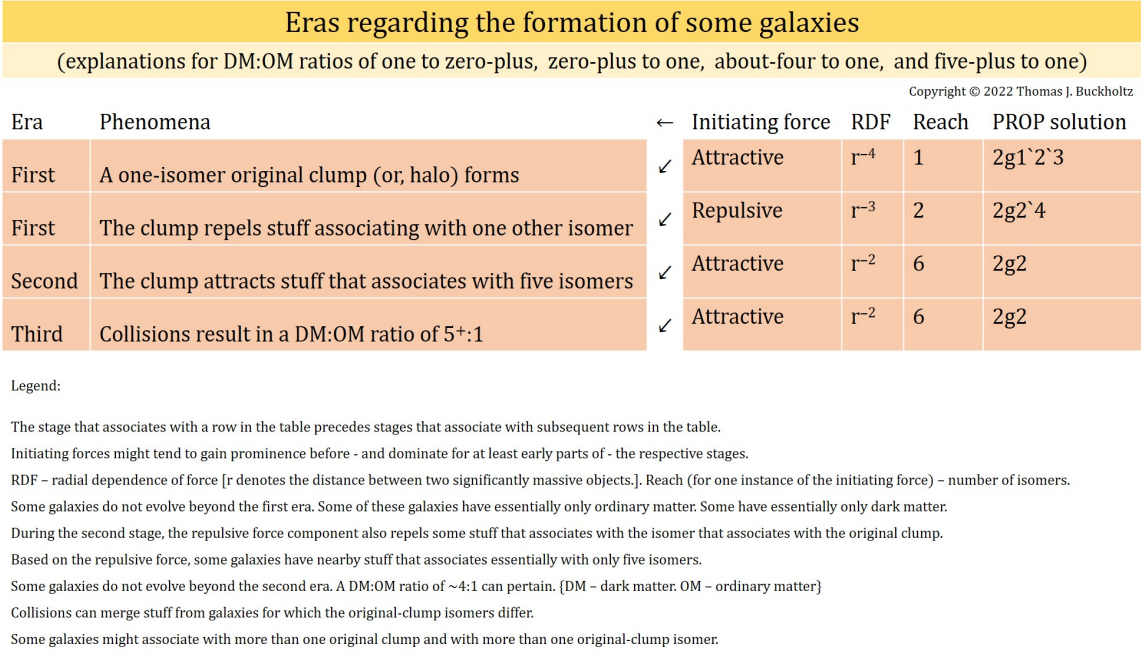 Eras regarding the formation of some galaxies
(explanations for DM:OM ratios of one to zero-plus, zero-plus to one, about-four to one, and five-plus to one)
Copyright © 2022 Thomas J. Buckholtz
Era Phenomena ← Initiating force RDF Reach PROP solution
First A one-isomer original clump (or, halo) forms ↙ Attractive r⁻⁴ 1 2g1`2`3
First The clump repels stuff associating with one other isomer ↙ Repulsive r⁻³ 2 2g2`4
Second The clump attracts stuff that associates with five isomers ↙ Attractive r⁻² 6 2g2
Third Collisions result in a DM:OM ratio of 5⁺:1 ↙ Attractive r⁻² 6 2g2
Legend:
The stage that associates with a row in the table precedes stages that associate with subsequent rows in the table.
Initiating forces might tend to gain prominence before - and dominate for at least early parts of - the respective stages.
RDF – radial dependence of force [r denotes the distance between two significantly massive objects.]. Reach (for one instance of the initiating force) – number of isomers.
Some galaxies do not evolve beyond the first era. Some of these galaxies have essentially only ordinary matter. Some have essentially only dark matter.
During the second stage, the repulsive force component also repels some stuff that associates with the isomer that associates with the original clump.
Based on the repulsive force, some galaxies have nearby stuff that associates essentially with only five isomers.
Some galaxies do not evolve beyond the second era. A DM:OM ratio of ~4:1 can pertain. {DM – dark matter. OM – ordinary matter}
Collisions can merge stuff from galaxies for which the original-clump isomers differ.
Some galaxies might associate with more than one original clump and with more than one original-clump isomer.